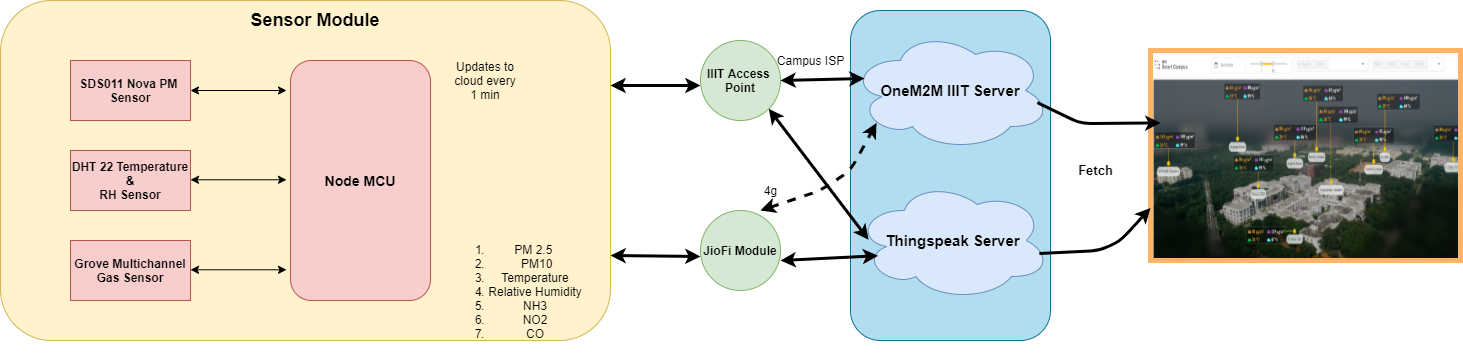 Sensor Module
SDS011 Nova PM
Sensor
DHT 22 Temperature
&
RH Sensor
Grove Multichannel
Gas Sensor
Node MCU
Updates to
cloud every
1 min
1. PM 2.5
2. PM10
3. Temperature
4. Relative Humidity
5. NH3
6. NO2
7. CO
IIIT Access
Point
JioFi Module
Campus ISP
4g
OneM2M IIIT Server
Thingspeak Server
Fetch
Smart Campus